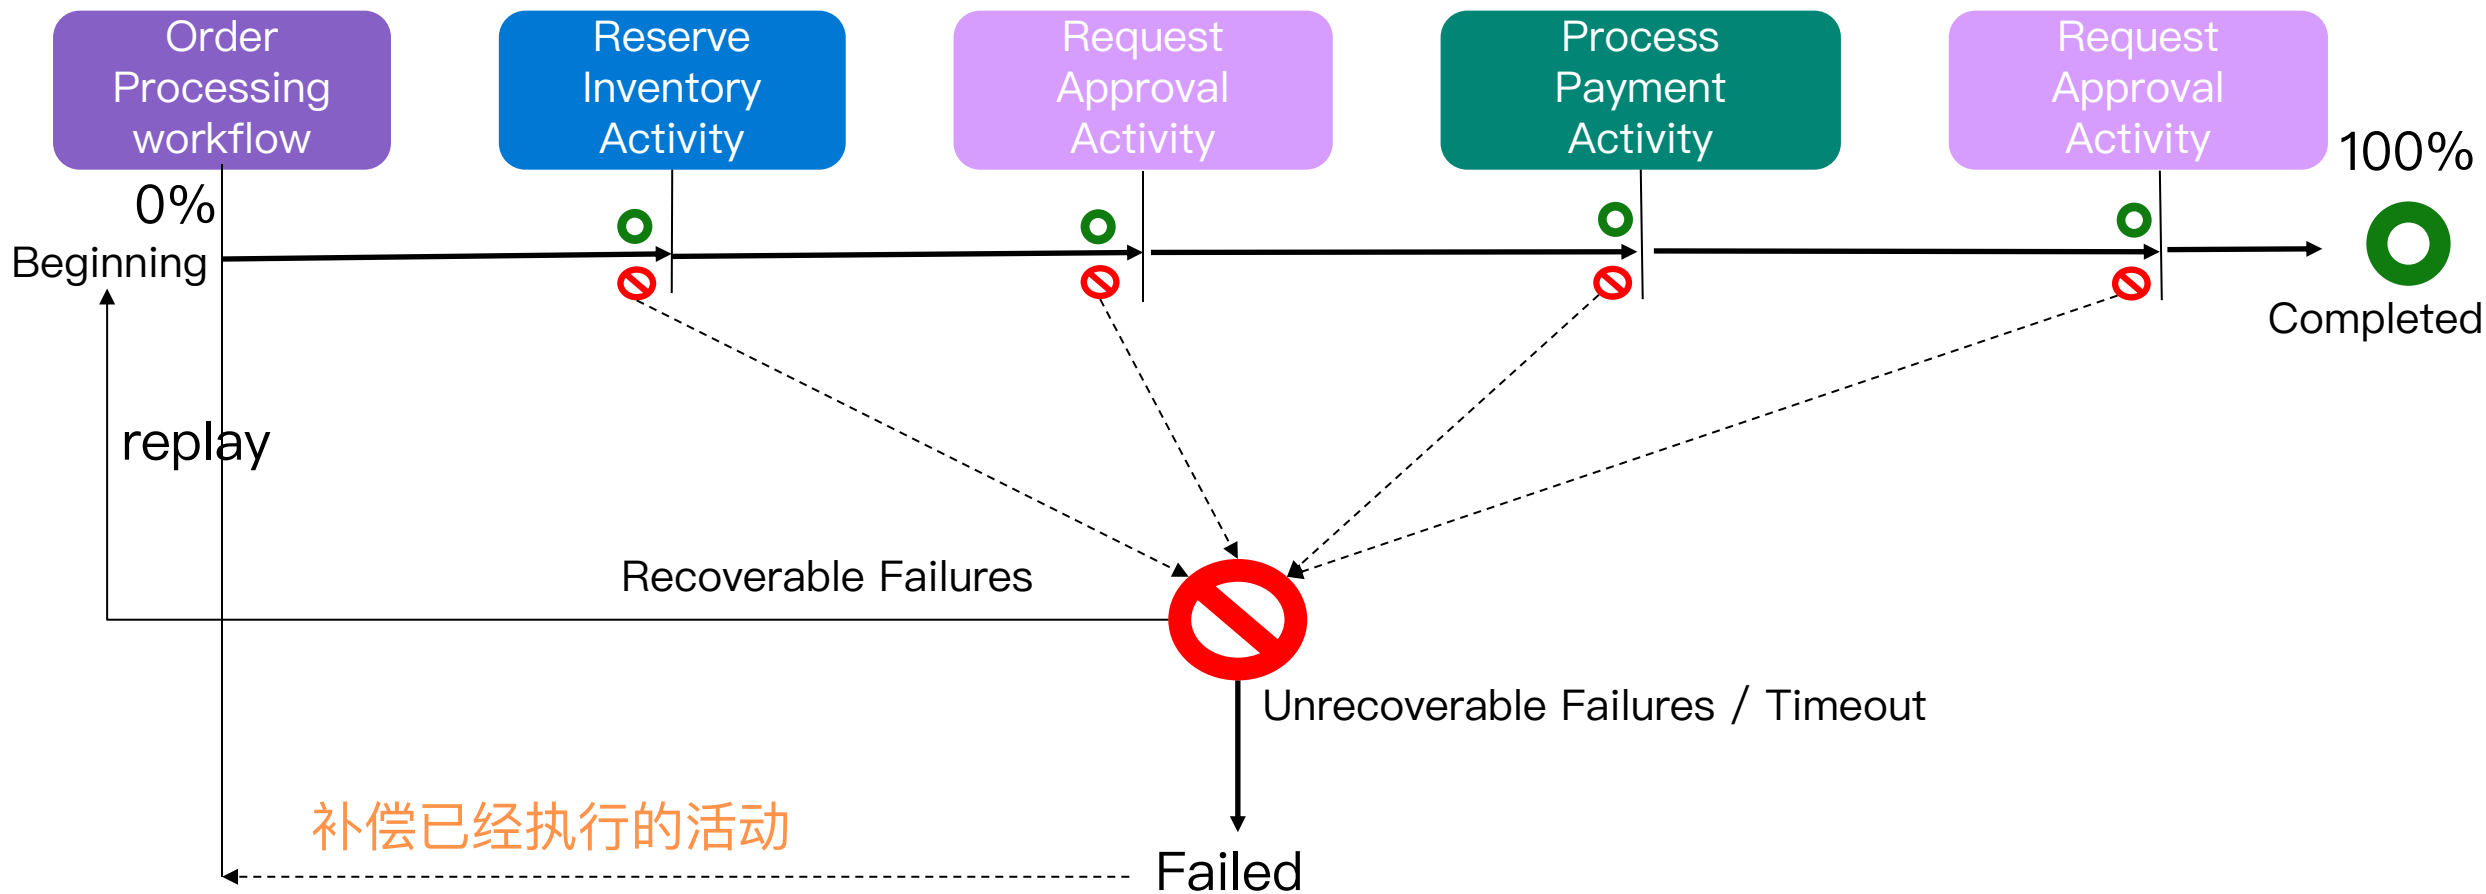 Order
Processing
workflow
Reserve
Inventory
Activity
Request
Approval
Activity
Process
Payment
Activity
Request
Approval
Activity
100%
0%
Beginning
Completed
replay
Recoverable Failures
Unrecoverable Failures / Timeout
补偿已经执行的活动
Failed